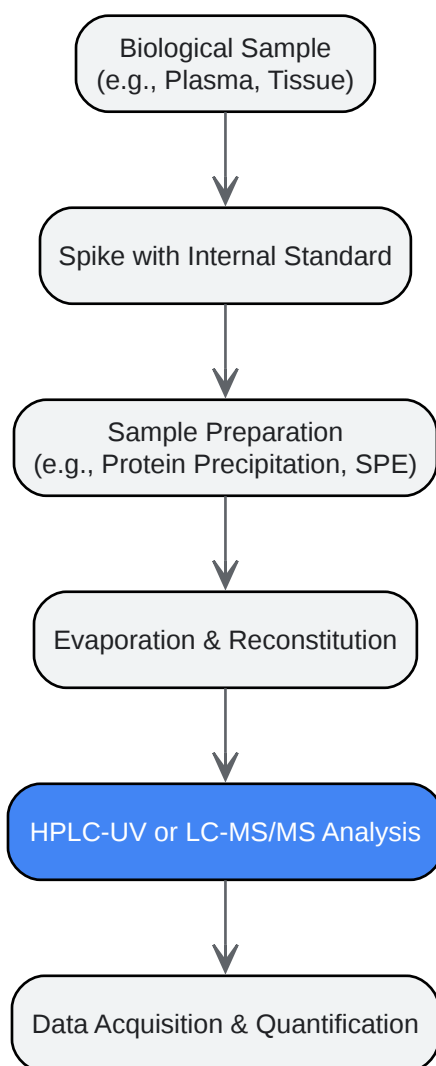 Biological Sample
(e.g., Plasma, Tissue)
Spike with Internal Standard
Sample Preparation
(e.g., Protein Precipitation, SPE)
Evaporation & Reconstitution
HPLC-UV or LC-MS/MS Analysis
Data Acquisition & Quantification